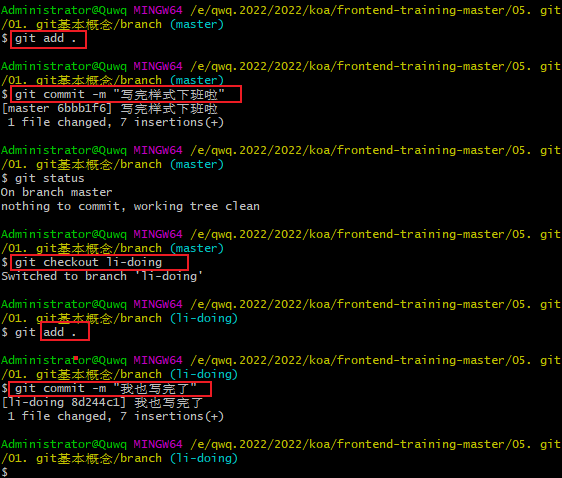 Administrator@Quwq MINGW64 /e/qwq.2022/2022/koa/frontend-training-master/05. git
/01. git基本概念/branch (master)
$ git add .
Administrator@Quwq MINGW64 /e/qwq.2022/2022/koa/frontend-training-master/05. git
/01. git基本概念/branch (master)
$ git commit -m "写完样式下班啦"
[master 6bbb1f6] 写完样式下班啦
1 file changed, 7 insertions(+)
Administrator@Quwq MINGW64 /e/qwq.2022/2022/koa/frontend-training-master/05. git
/01. git基本概念/branch (master)
$ git status
On branch master
nothing to commit, working tree clean
Administrator@Quwq MINGW64 /e/qwq.2022/2022/koa/frontend-training-master/05. git
/01. git基本概念/branch (master)
$ git checkout li-doing
Switched to branch 'li-doing'
Administrator@Quwq MINGW64 /e/qwq.2022/2022/koa/frontend-training-master/05. git
/01. git基本概念/branch (li-doing)
$ git add .
Administrator@Quwq MINGW64 /e/qwq.2022/2022/koa/frontend-training-master/05. git
/01. git基本概念/branch (li-doing)
$ git commit -m "我也写完了"
[li-doing 8d244c1] 我也写完了
1 file changed, 7 insertions(+)
Administrator@Quwq MINGW64 /e/qwq.2022/2022/koa/frontend-training-master/05. git
/01. git基本概念/branch (li-doing)
$